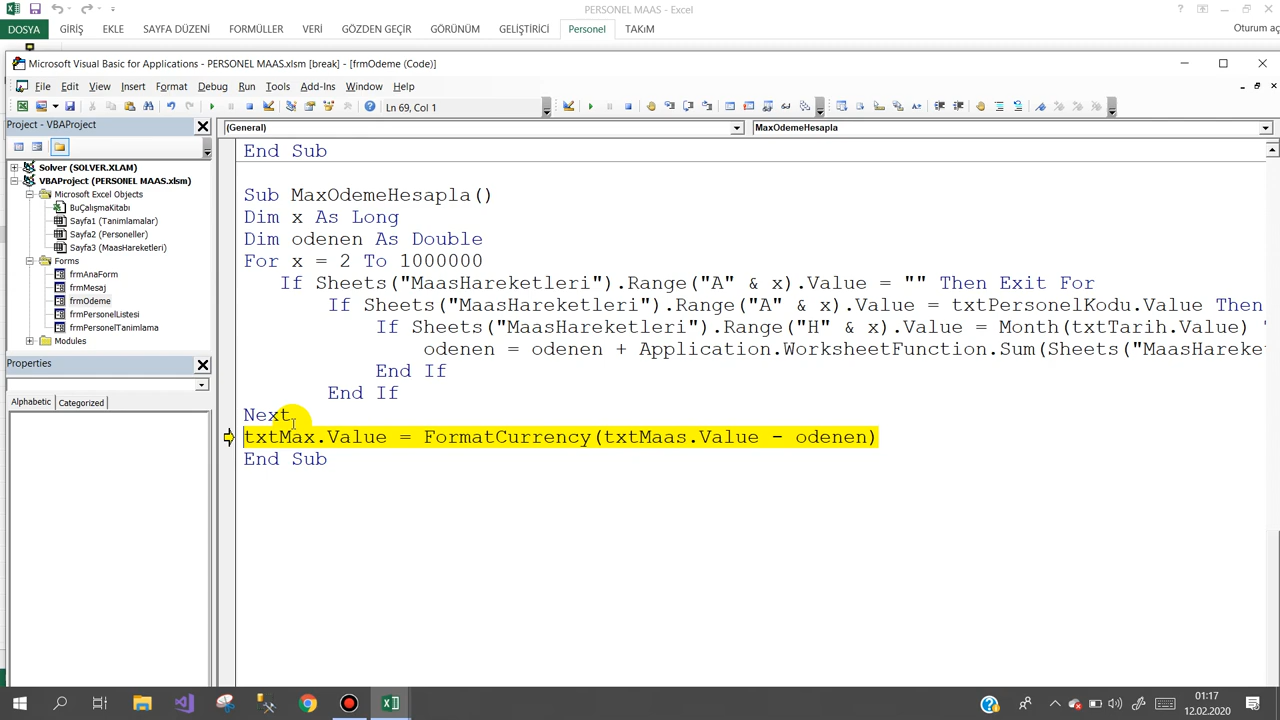 PERSONEL MAAS - Excel
DOSYA GİRİŞ EKLE SAYFA DÜZENİ FORMÜLLER VERİ GÖZDEN GEÇİR GÖRÜNÜM GELİŞTİRİCİ Personel TAKIM
Oturum aç
Microsoft Visual Basic for Applications - PERSONEL MAAS.xlsm [break] - [frmOdeme (Code)]
File Edit View Insert Format Debug Run Tools Add-Ins Window Help
Ln 69, Col 1
Project - VBAProject
(General) MaxOdemeHesapla
Solver (SOLVER.XLAM)
VBAProject (PERSONEL MAAS.xlsm)
Microsoft Excel Objects
BuÇalışmaKitabı
Sayfa1 (Tanimlamalar)
Sayfa2 (Personeller)
Sayfa3 (MaasHareketleri)
Forms
frmAnaForm
frmMesaj
frmOdeme
frmPersonelListesi
frmPersonelTanimlama
Modules
Properties
Alphabetic Categorized
End Sub
Sub MaxOdemeHesapla()
Dim x As Long
Dim odenen As Double
For x = 2 To 1000000
If Sheets("MaasHareketleri").Range("A" & x).Value = "" Then Exit For
If Sheets("MaasHareketleri").Range("A" & x).Value = txtPersonelKodu.Value Then
If Sheets("MaasHareketleri").Range("H" & x).Value = Month(txtTarih.Value)
odenen = odenen + Application.WorksheetFunction.Sum(Sheets("MaasHareke
End If
End If
Next
txtMax.Value = FormatCurrency(txtMaas.Value - odenen)
End Sub
01:17
12.02.2020